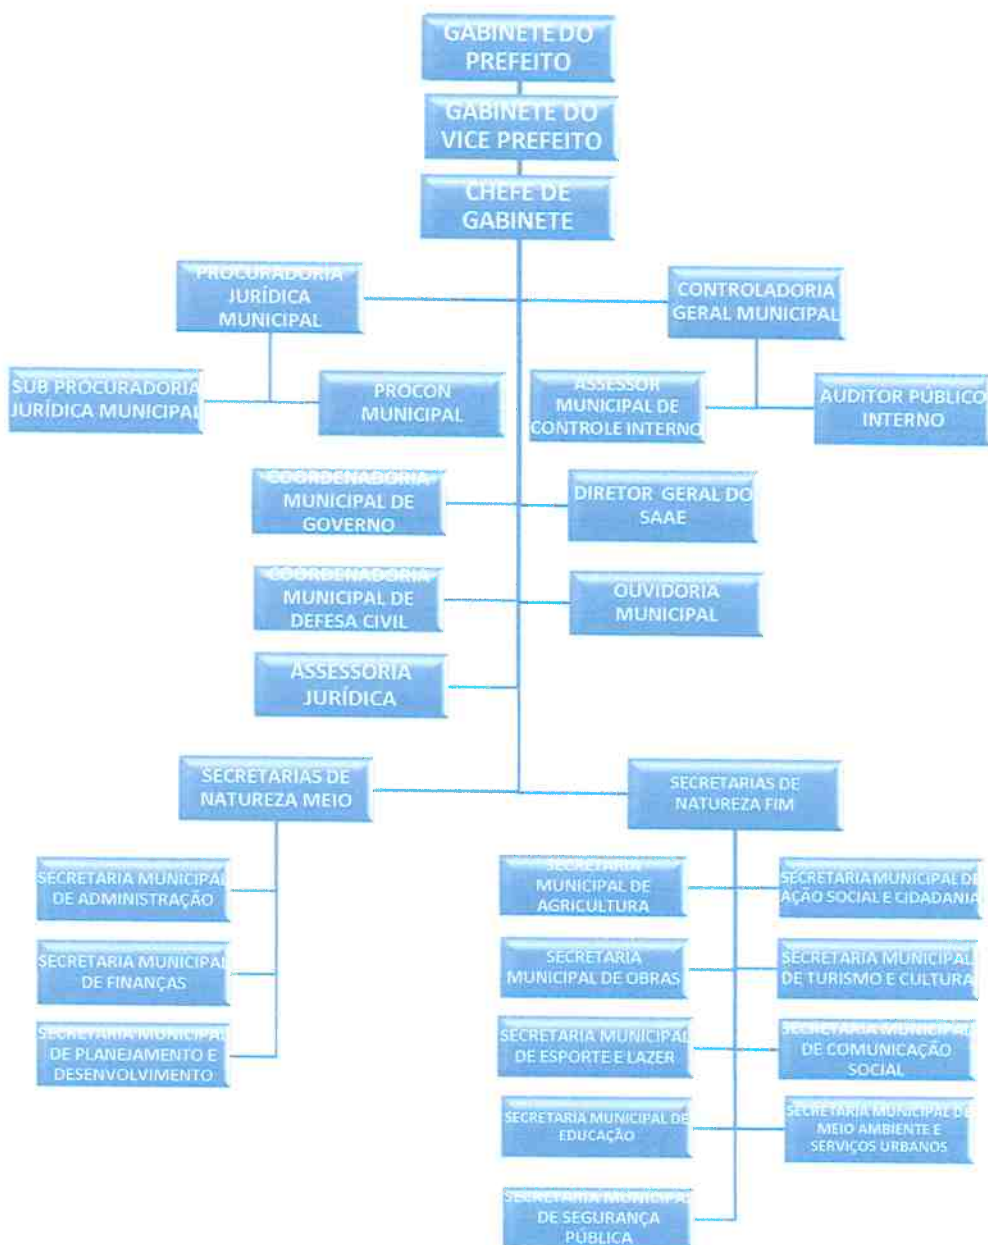 GABINETE DO
PREFEITO
GABINETE DO
VICE PREFEITO
CHEFE DE
GABINETE
PROCURADORIA
JURÍDICA
MUNICIPAL
CONTROLADORIA
GERAL MUNICIPAL
SUB PROCURADORIA
JURÍDICA MUNICIPAL
PROCON
MUNICIPAL
ASSESSOR
MUNICIPAL DE
CONTROLE INTERNO
AUDITOR PÚBLICO
INTERNO
COORDENADORIA
MUNICIPAL DE
GOVERNO
DIRETOR GERAL DO
SAAE
COORDENADORIA
MUNICIPAL DE
DEFESA CIVIL
OUVIDORIA
MUNICIPAL
ASSESSORIA
JURÍDICA
SECRETARIAS DE
NATUREZA MEIO
SECRETARIAS DE
NATUREZA FIM
SECRETARIA MUNICIPAL
DE ADMINISTRAÇÃO
SECRETARIA MUNICIPAL
DE FINANÇAS
SECRETARIA MUNICIPAL
DE PLANEJAMENTO E
DESENVOLVIMENTO
SECRETARIA
MUNICIPAL DE
AGRICULTURA
SECRETARIA MUNICIPAL DE
AÇÃO SOCIAL E CIDADANIA
SECRETARIA
MUNICIPAL DE OBRAS
SECRETARIA MUNICIPAL
DE TURISMO E CULTURA
SECRETARIA MUNICIPAL
DE ESPORTE E LAZER
SECRETARIA MUNICIPAL
DE COMUNICAÇÃO
SOCIAL
SECRETARIA MUNICIPAL DE
EDUCAÇÃO
SECRETARIA MUNICIPAL DE
MEIO AMBIENTE E
SERVIÇOS URBANOS
SECRETARIA MUNICIPAL
DE SEGURANÇA
PÚBLICA